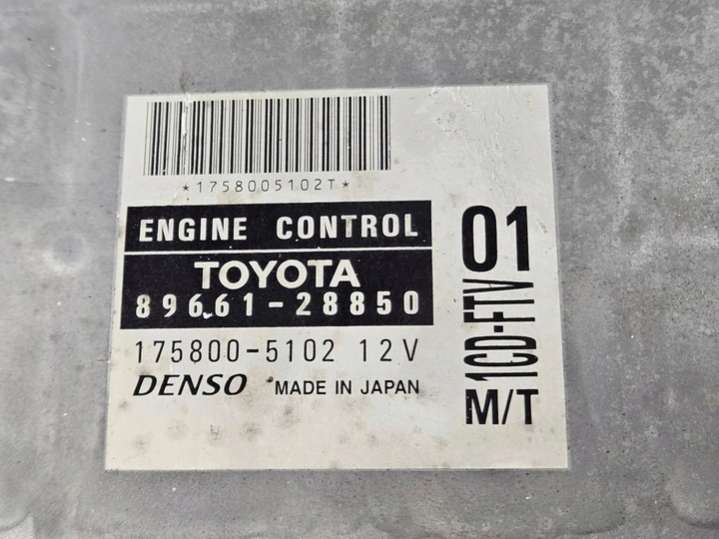 *1758005102T*
ENGINE CONTROL
TOYOTA
89661-28850
175800-5102 12V
DENSO MADE IN JAPAN
01
1CD-FTV
M/T